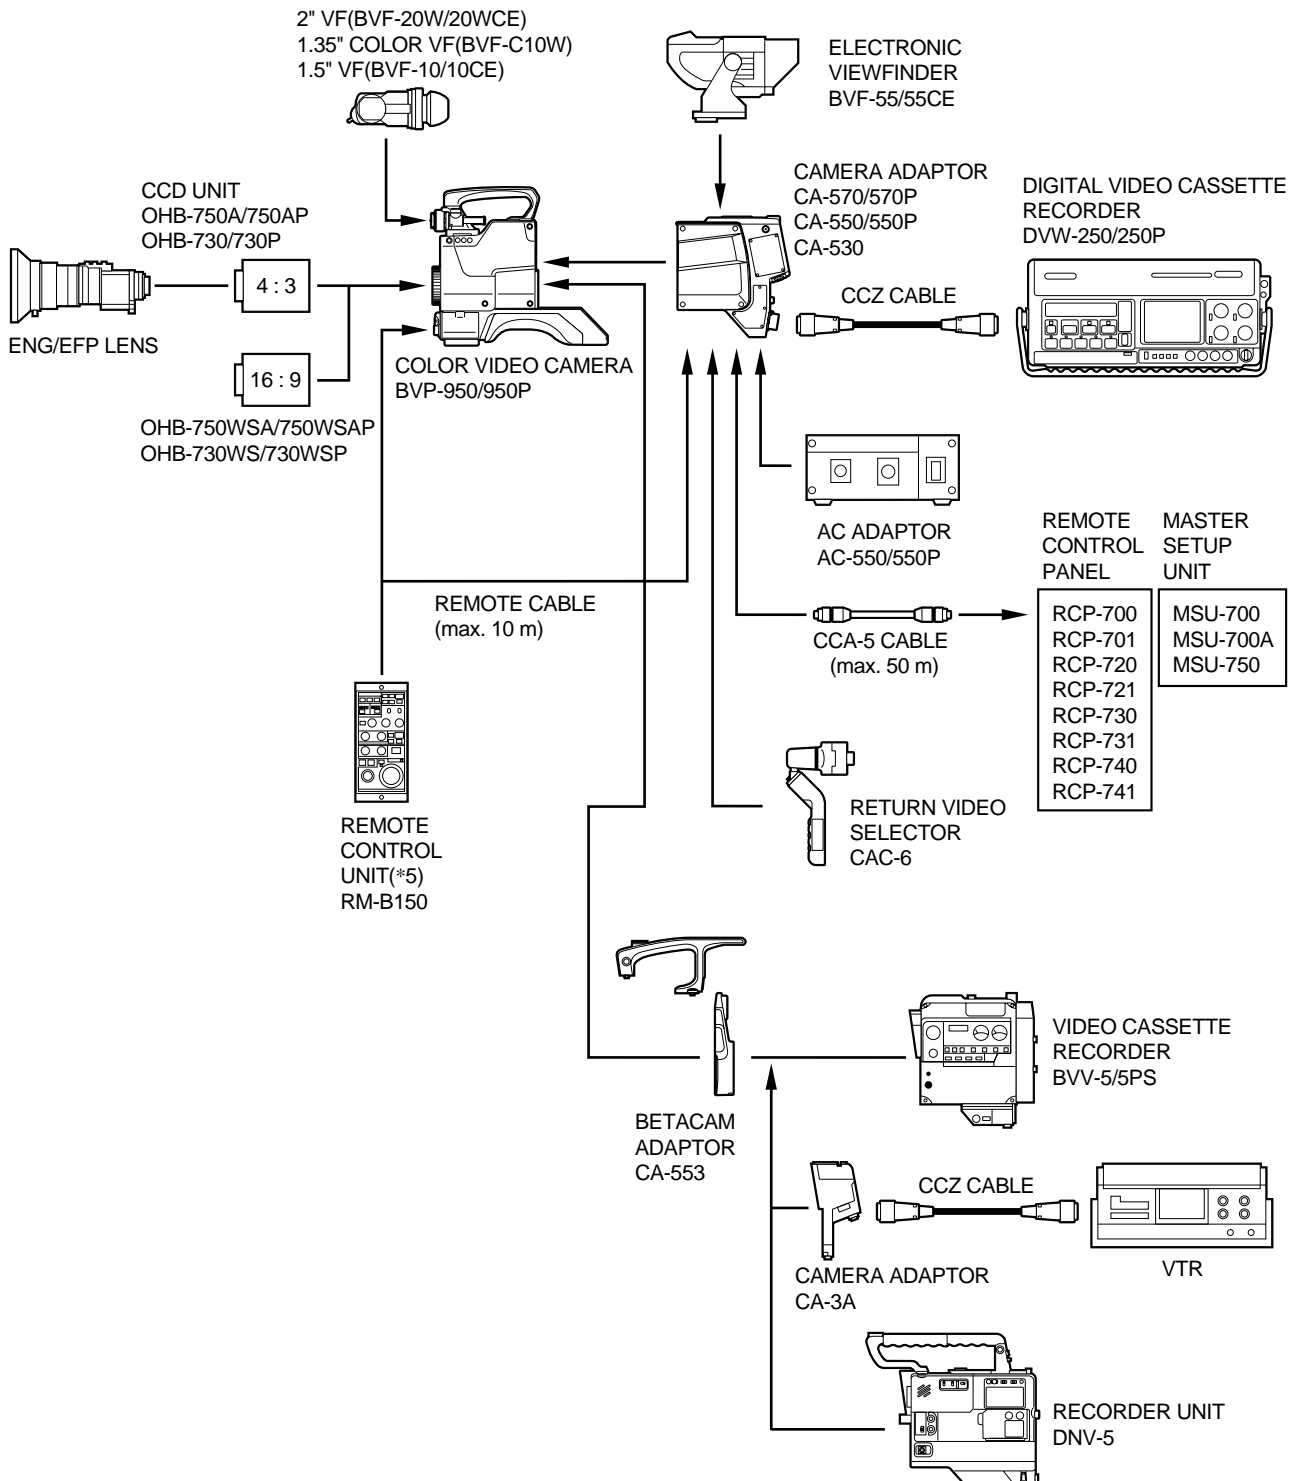 2" VF(BVF-20W/20WCE)
1.35" COLOR VF(BVF-C10W)
1.5" VF(BVF-10/10CE)
ELECTRONIC
VIEWFINDER
BVF-55/55CE
CCD UNIT
OHB-750A/750AP
OHB-730/730P
CAMERA ADAPTOR
CA-570/570P
CA-550/550P
CA-530
DIGITAL VIDEO CASSETTE
RECORDER
DVW-250/250P
4 : 3
CCZ CABLE
ENG/EFP LENS
COLOR VIDEO CAMERA
BVP-950/950P
16 : 9
OHB-750WSA/750WSAP
OHB-730WS/730WSP
AC ADAPTOR
AC-550/550P
REMOTE
CONTROL
PANEL
MASTER
SETUP
UNIT
REMOTE CABLE
(max. 10 m)
CCA-5 CABLE
(max. 50 m)
RCP-700
RCP-701
RCP-720
RCP-721
RCP-730
RCP-731
RCP-740
RCP-741
MSU-700
MSU-700A
MSU-750
REMOTE
CONTROL
UNIT(*5)
RM-B150
RETURN VIDEO
SELECTOR
CAC-6
VIDEO CASSETTE
RECORDER
BVV-5/5PS
BETACAM
ADAPTOR
CA-553
CCZ CABLE
CAMERA ADAPTOR
CA-3A
VTR
RECORDER UNIT
DNV-5